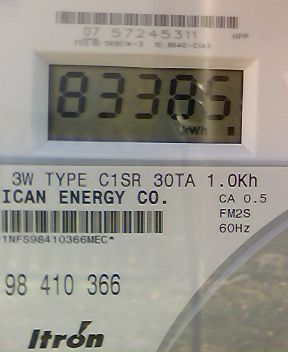 07 57245311 NPP
83385
kWh
3W TYPE C1SR 30TA 1.0Kh
ICAN ENERGY CO. CA 0.5
FM2S
1NFS98410366MEC* 60Hz
98 410 366
Itron